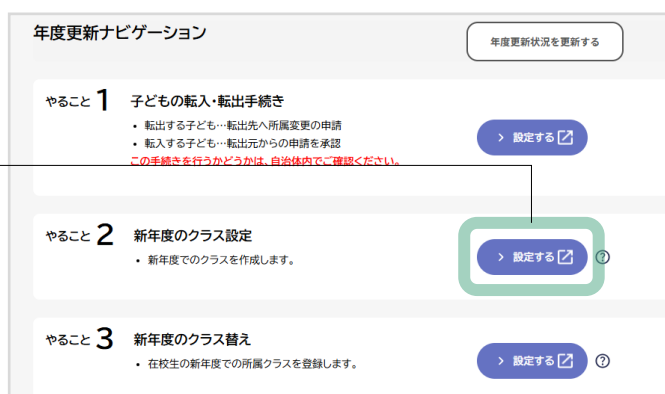 年度更新ナビゲーション
年度更新状況を更新する
やること 1 子どもの転入・転出手続き
・ 転出する子ども…転出先へ所属変更の申請
・ 転入する子ども…転出元からの申請を承認
この手続きを行うかどうかは、自治体内でご確認ください。
> 設定する
やること 2 新年度のクラス設定
・ 新年度でのクラスを作成します。
> 設定する ?
やること 3 新年度のクラス替え
・ 在校生の新年度での所属クラスを登録します。
> 設定する ?